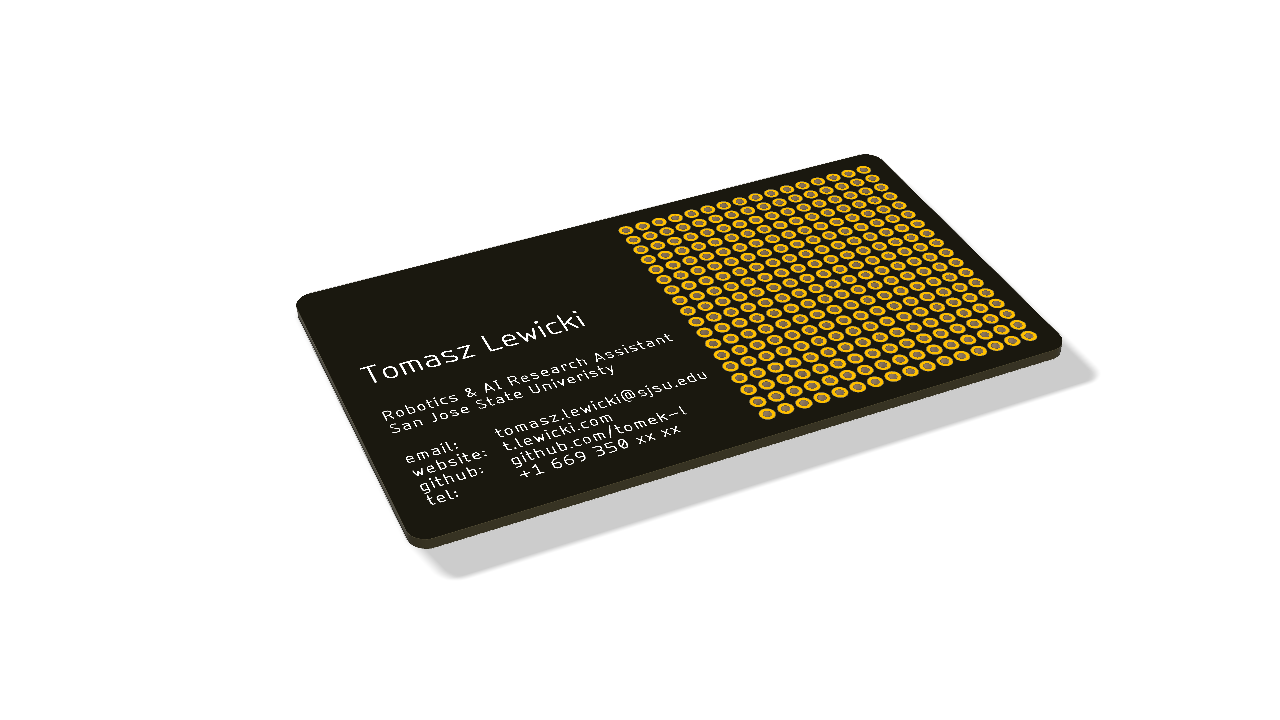 Tomasz Lewicki
Robotics & AI Research Assistant
San Jose State Univeristy
email: tomasz.lewicki@sjsu.edu
website: t.lewicki.com
github: github.com/tomek-l
tel: +1 669 350 xx xx